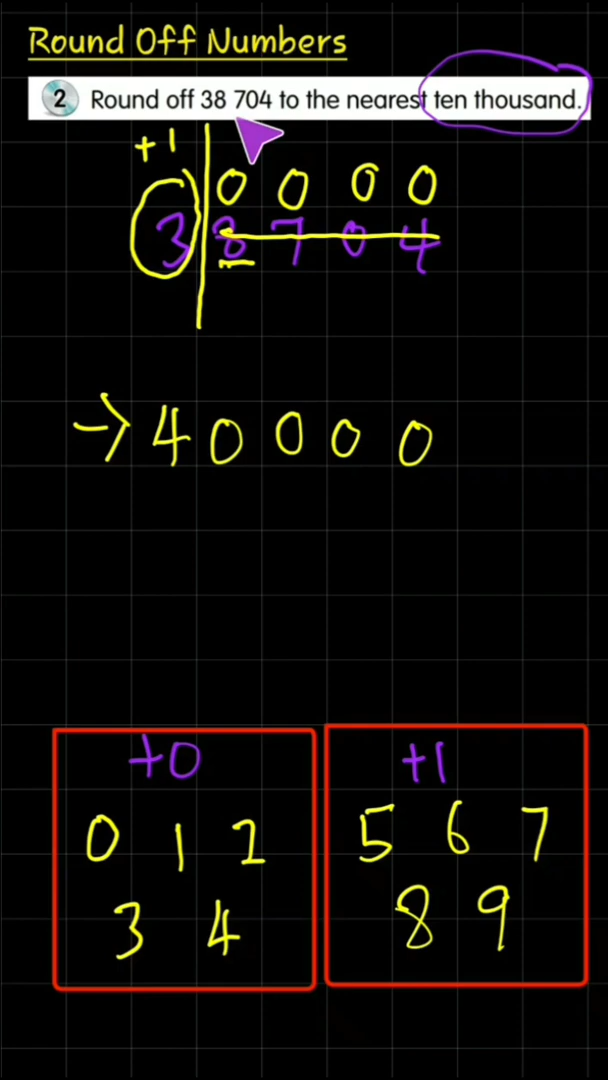 Round Off Numbers
2 Round off 38 704 to the nearest ten thousand.
+1
0 0 0 0
3 8 7 0 4
→ 4 0 0 0 0
+0 +1
0 1 2 5 6 7
3 4 8 9